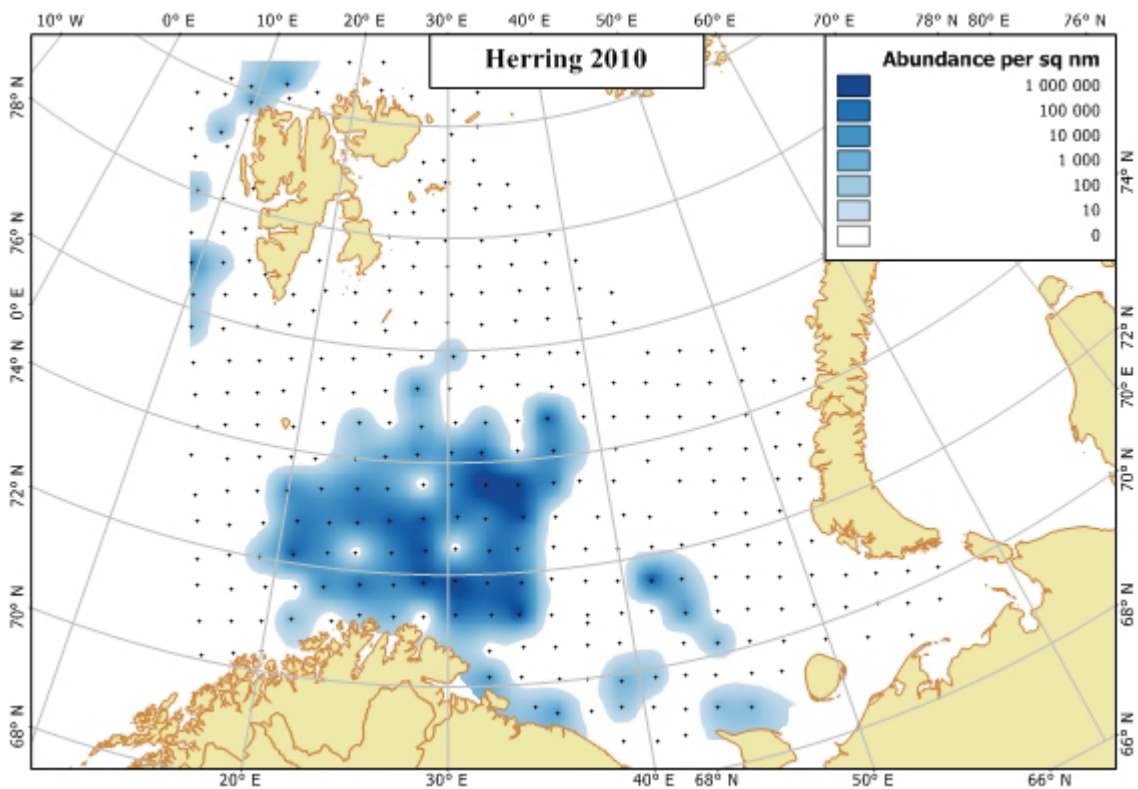 10° W 0° E 10° E 20° E 30° E 40° E 50° E 60° E 70° E 78° N 80° E 76° N
Herring 2010
Abundance per sq nm
1 000 000
100 000
10 000
1 000
100
10
0
78° N
76° N
0° E
74° N
72° N
70° N
68° N
74° N
72° N
70° E
70° N
68° N
66° N
20° E 30° E 40° E 68° N 50° E 66° N